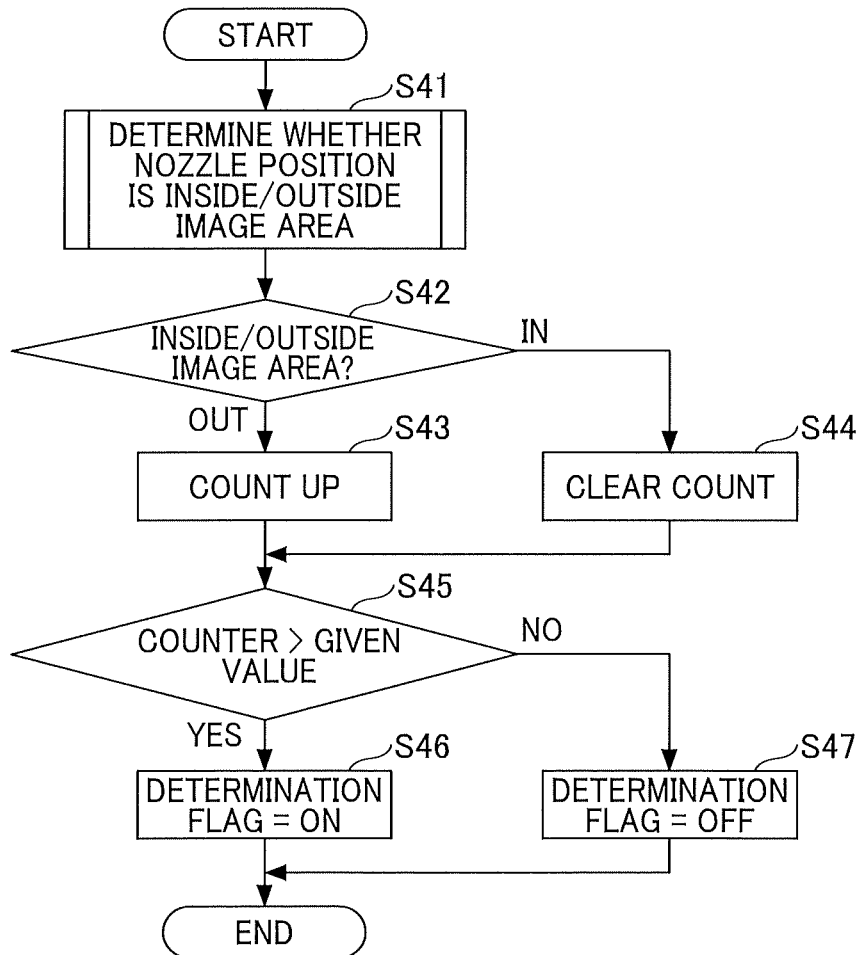 START
S41
DETERMINE WHETHER
NOZZLE POSITION
IS INSIDE/OUTSIDE
IMAGE AREA
S42
INSIDE/OUTSIDE
IMAGE AREA?
IN
OUT
S43
S44
COUNT UP
CLEAR COUNT
S45
COUNTER > GIVEN
VALUE
NO
YES
S46
S47
DETERMINATION
FLAG = ON
DETERMINATION
FLAG = OFF
END